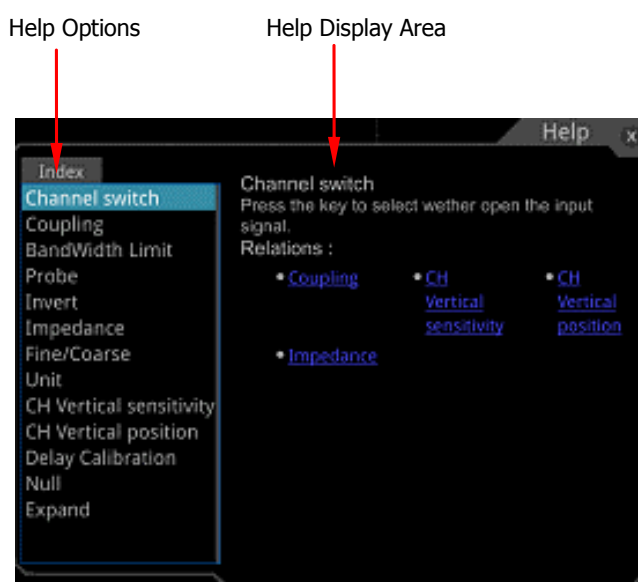 Help Options
Help Display Area
Help x
Index
Channel switch
Coupling
BandWidth Limit
Probe
Invert
Impedance
Fine/Coarse
Unit
CH Vertical sensitivity
CH Vertical position
Delay Calibration
Null
Expand
Channel switch
Press the key to select wether open the input
signal.
Relations :
• Coupling
• CH
Vertical
sensitivity
• CH
Vertical
position
• Impedance